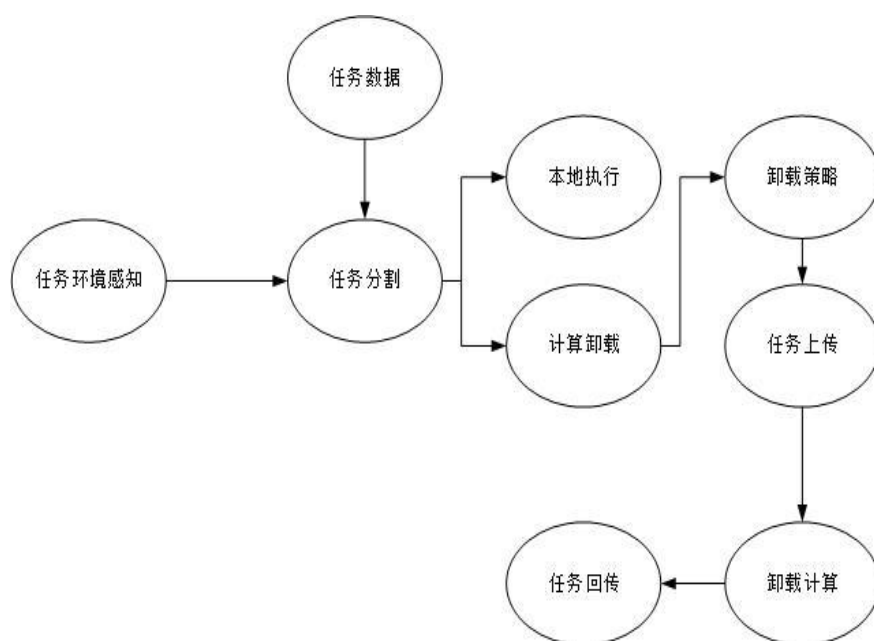 任务数据
本地执行
卸载策略
任务环境感知
任务分割
计算卸载
任务上传
任务回传
卸载计算